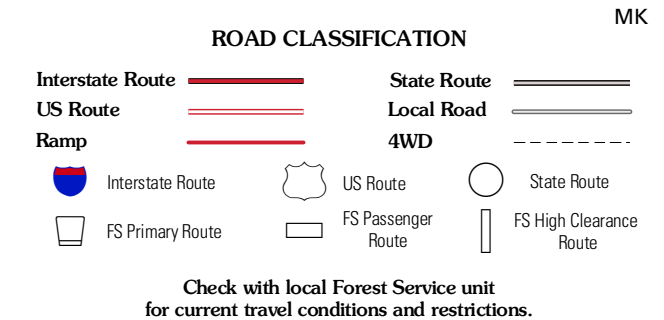 MK
ROAD CLASSIFICATION
Interstate Route
State Route
US Route
Local Road
Ramp
4WD
Interstate Route
US Route
State Route
FS Primary Route
FS Passenger
Route
FS High Clearance
Route
Check with local Forest Service unit
for current travel conditions and restrictions.